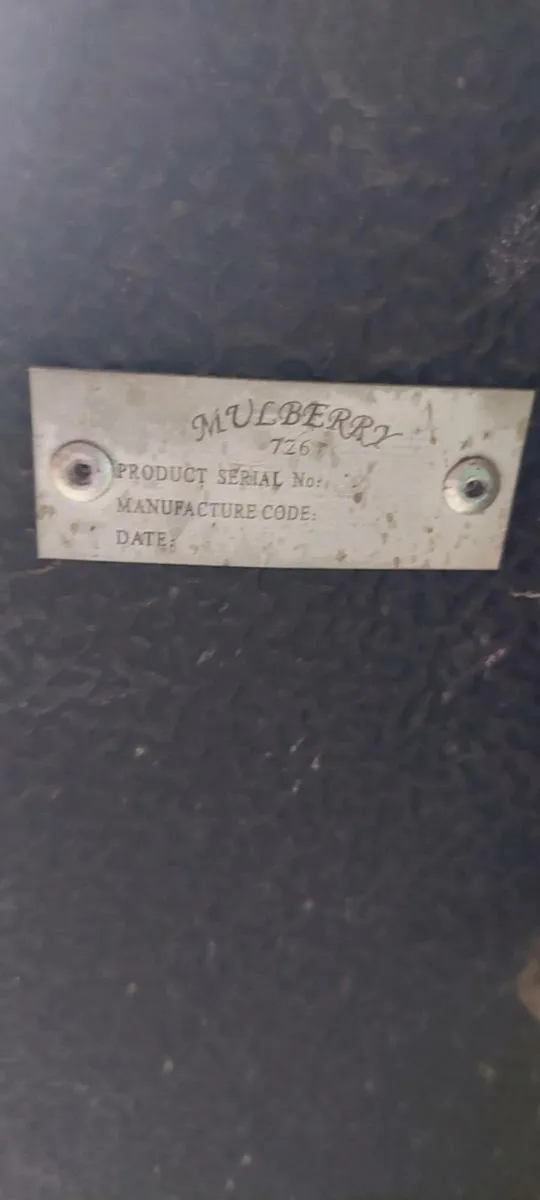 MULBERRY
726
PRODUCT SERIAL No:
MANUFACTURE CODE:
DATE: